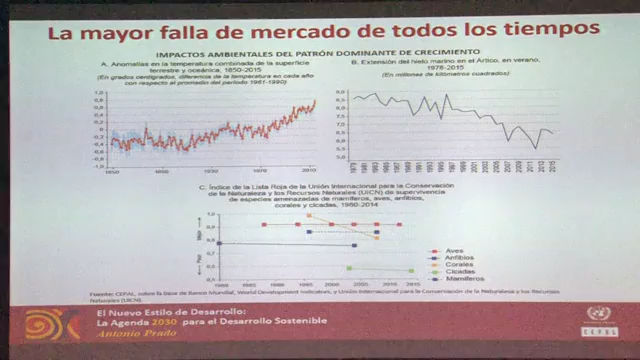 La mayor falla de mercado de todos los tiempos
IMPACTOS AMBIENTALES DEL PATRÓN DOMINANTE DE CRECIMIENTO
A. Anomalías en la temperatura combinada de la superficie
terrestre y oceánica, 1850-2015
(En grados centígrados, diferencia de la temperatura en cada año
con respecto al promedio del período 1961-1990)
B. Extensión del hielo marino en el Ártico, en verano,
1979-2015
(En millones de kilómetros cuadrados)
C. Índice de la Lista Roja de la Unión Internacional para la Conservación
de la Naturaleza y los Recursos Naturales (UICN) de supervivencia
de especies amenazadas de mamíferos, aves, anfibios,
corales y cícadas, 1980-2014
Aves
Anfibios
Corales
Cícadas
Mamíferos
Fuente: CEPAL, sobre la base de Banco Mundial, World Development Indicators, y Unión Internacional para la Conservación de la Naturaleza y los Recursos
Naturales (UICN).
El Nuevo Estilo de Desarrollo:
La Agenda 2030 para el Desarrollo Sostenible
Antonio Prado
CEPAL